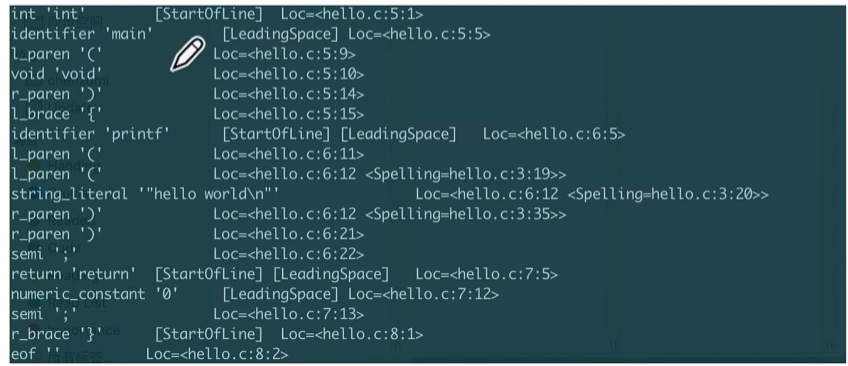 int 'int' [StartOfLine] Loc=<hello.c:5:1>
identifier 'main' [LeadingSpace] Loc=<hello.c:5:5>
l_paren '(' Loc=<hello.c:5:9>
void 'void' Loc=<hello.c:5:10>
r_paren ')' Loc=<hello.c:5:14>
l_brace '{' Loc=<hello.c:5:15>
identifier 'printf' [StartOfLine] [LeadingSpace] Loc=<hello.c:6:5>
l_paren '(' Loc=<hello.c:6:11>
l_paren '(' Loc=<hello.c:6:12 <Spelling=hello.c:3:19>>
string_literal '"hello world\n"' Loc=<hello.c:6:12 <Spelling=hello.c:3:20>>
r_paren ')' Loc=<hello.c:6:12 <Spelling=hello.c:3:35>>
r_paren ')' Loc=<hello.c:6:21>
semi ';' Loc=<hello.c:6:22>
return 'return' [StartOfLine] [LeadingSpace] Loc=<hello.c:7:5>
numeric_constant '0' [LeadingSpace] Loc=<hello.c:7:12>
semi ';' Loc=<hello.c:7:13>
r_brace '}' [StartOfLine] Loc=<hello.c:8:1>
eof '' Loc=<hello.c:8:2>